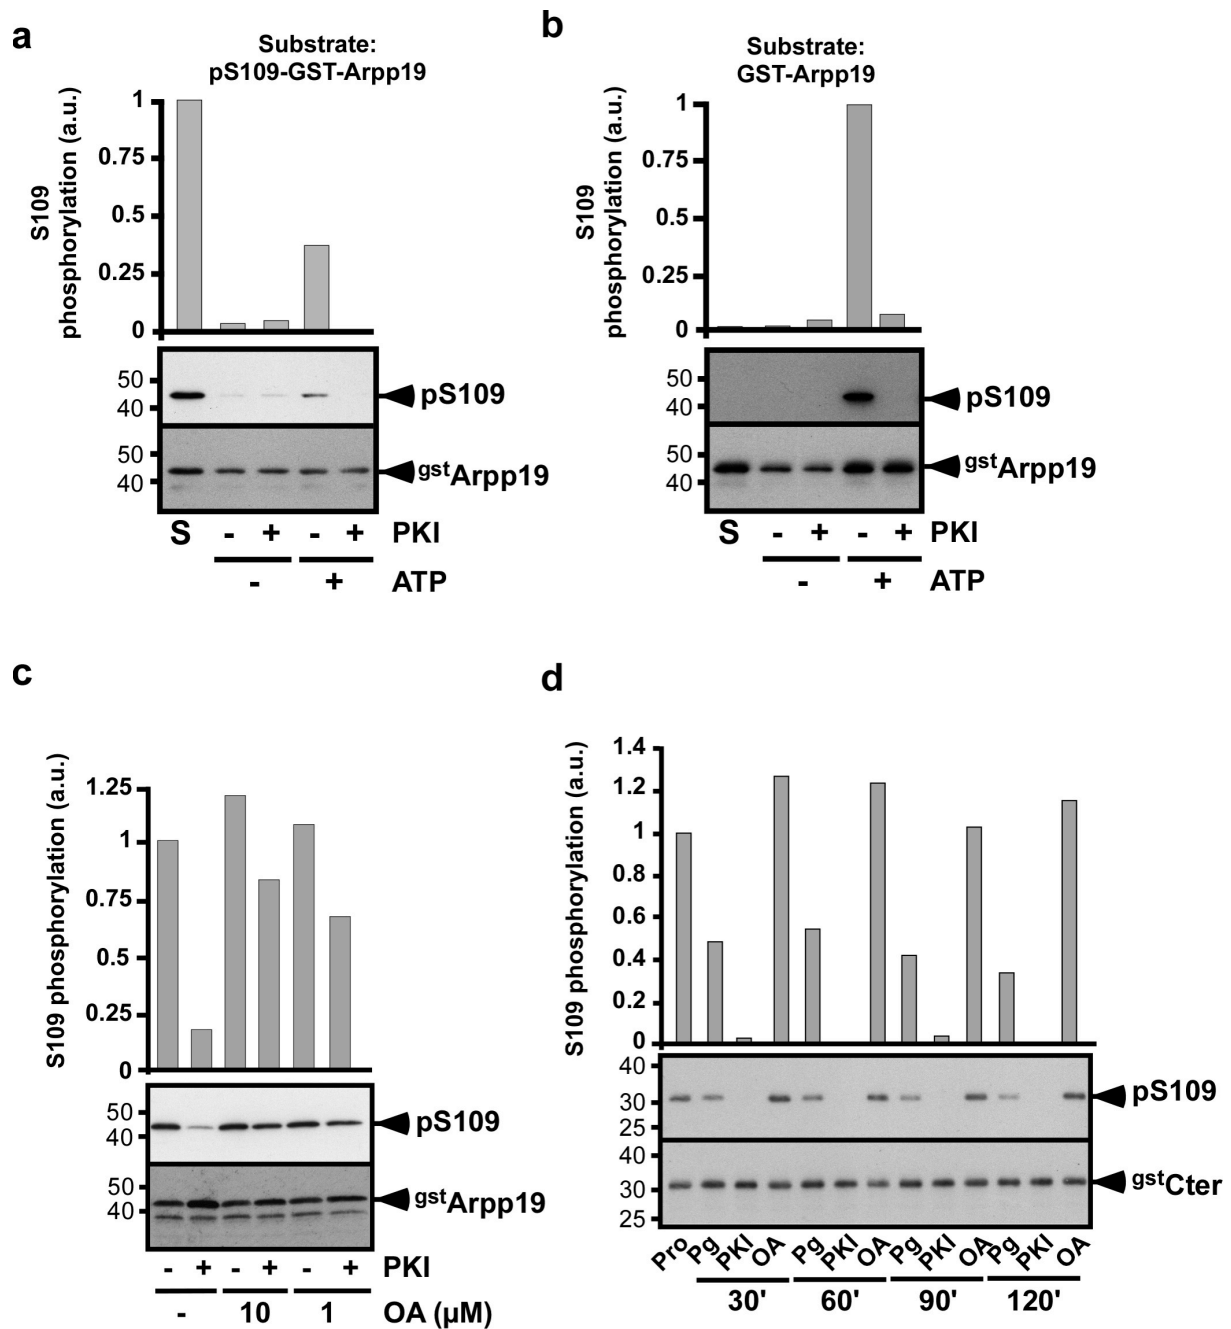 a
Substrate:
pS109-GST-Arpp19
S109
phosphorylation (a.u.)
1
0.75
0.5
0.25
0
50
40
pS109
50
40
gstArpp19
S - + - + PKI
- + ATP
b
Substrate:
GST-Arpp19
S109
phosphorylation (a.u.)
1
0.75
0.5
0.25
0
50
40
pS109
50
40
gstArpp19
S - + - + PKI
- + ATP
c
S109 phosphorylation (a.u.)
1.25
1
0.75
0.5
0.25
0
50
40
pS109
50
40
gstArpp19
- + - + - + PKI
- 10 1 OA (µM)
d
S109 phosphorylation (a.u.)
1.4
1.2
1
0.8
0.6
0.4
0.2
0
40
30
25
pS109
40
30
25
gstCter
Pro Pg PKI OA Pg PKI OA Pg PKI OA Pg PKI OA
30' 60' 90' 120'